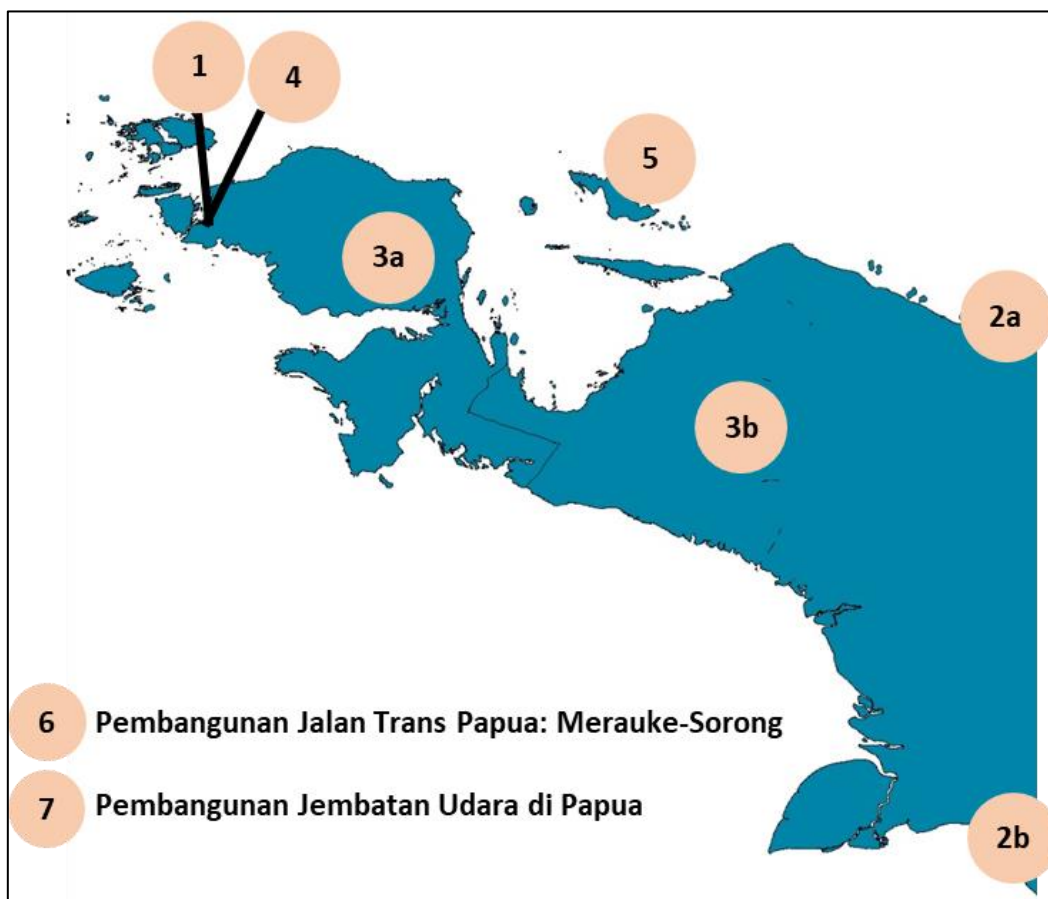 1
4
5
3a
2a
3b
6 Pembangunan Jalan Trans Papua: Merauke-Sorong
7 Pembangunan Jembatan Udara di Papua
2b